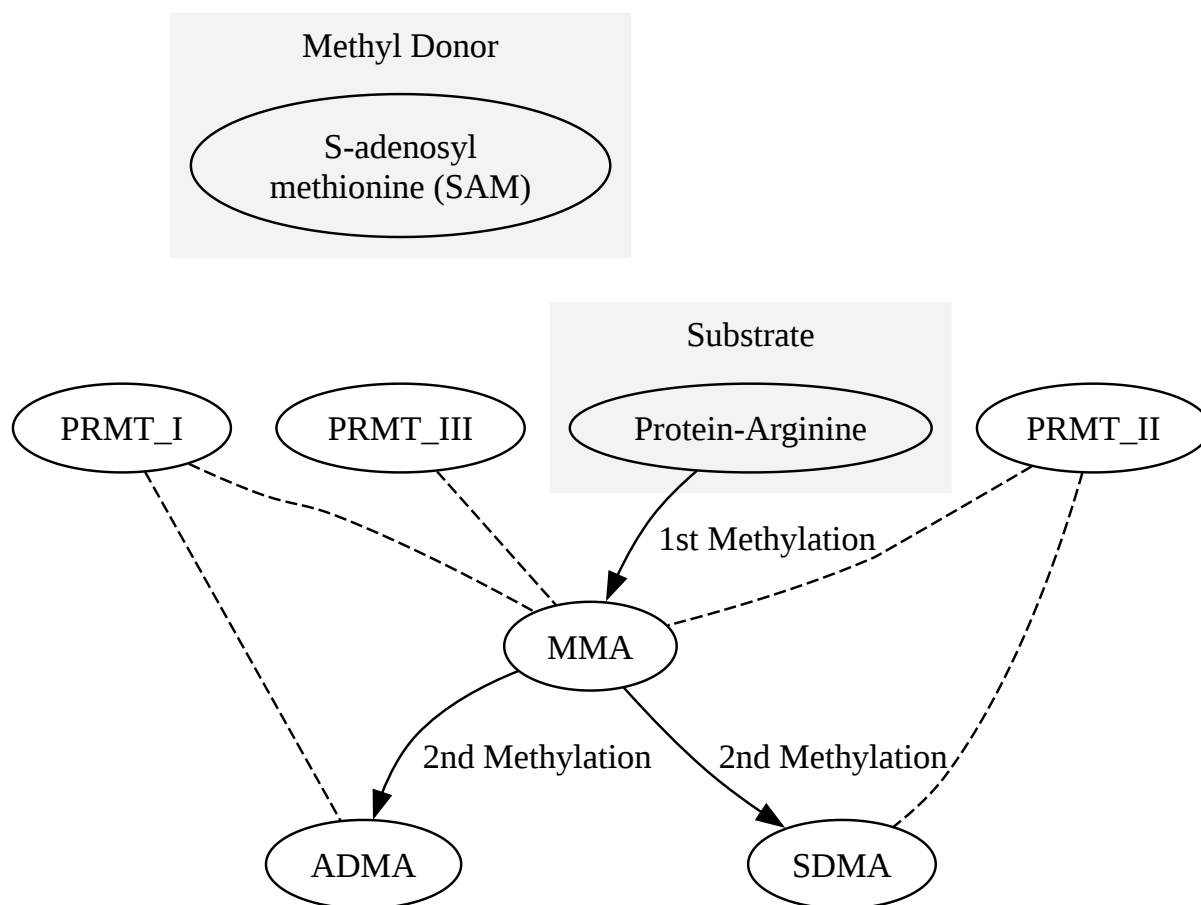 Methyl Donor
S-adenosyl
methionine (SAM)
Substrate
PRMT_I
PRMT_III
Protein-Arginine
PRMT_II
1st Methylation
MMA
2nd Methylation
2nd Methylation
ADMA
SDMA